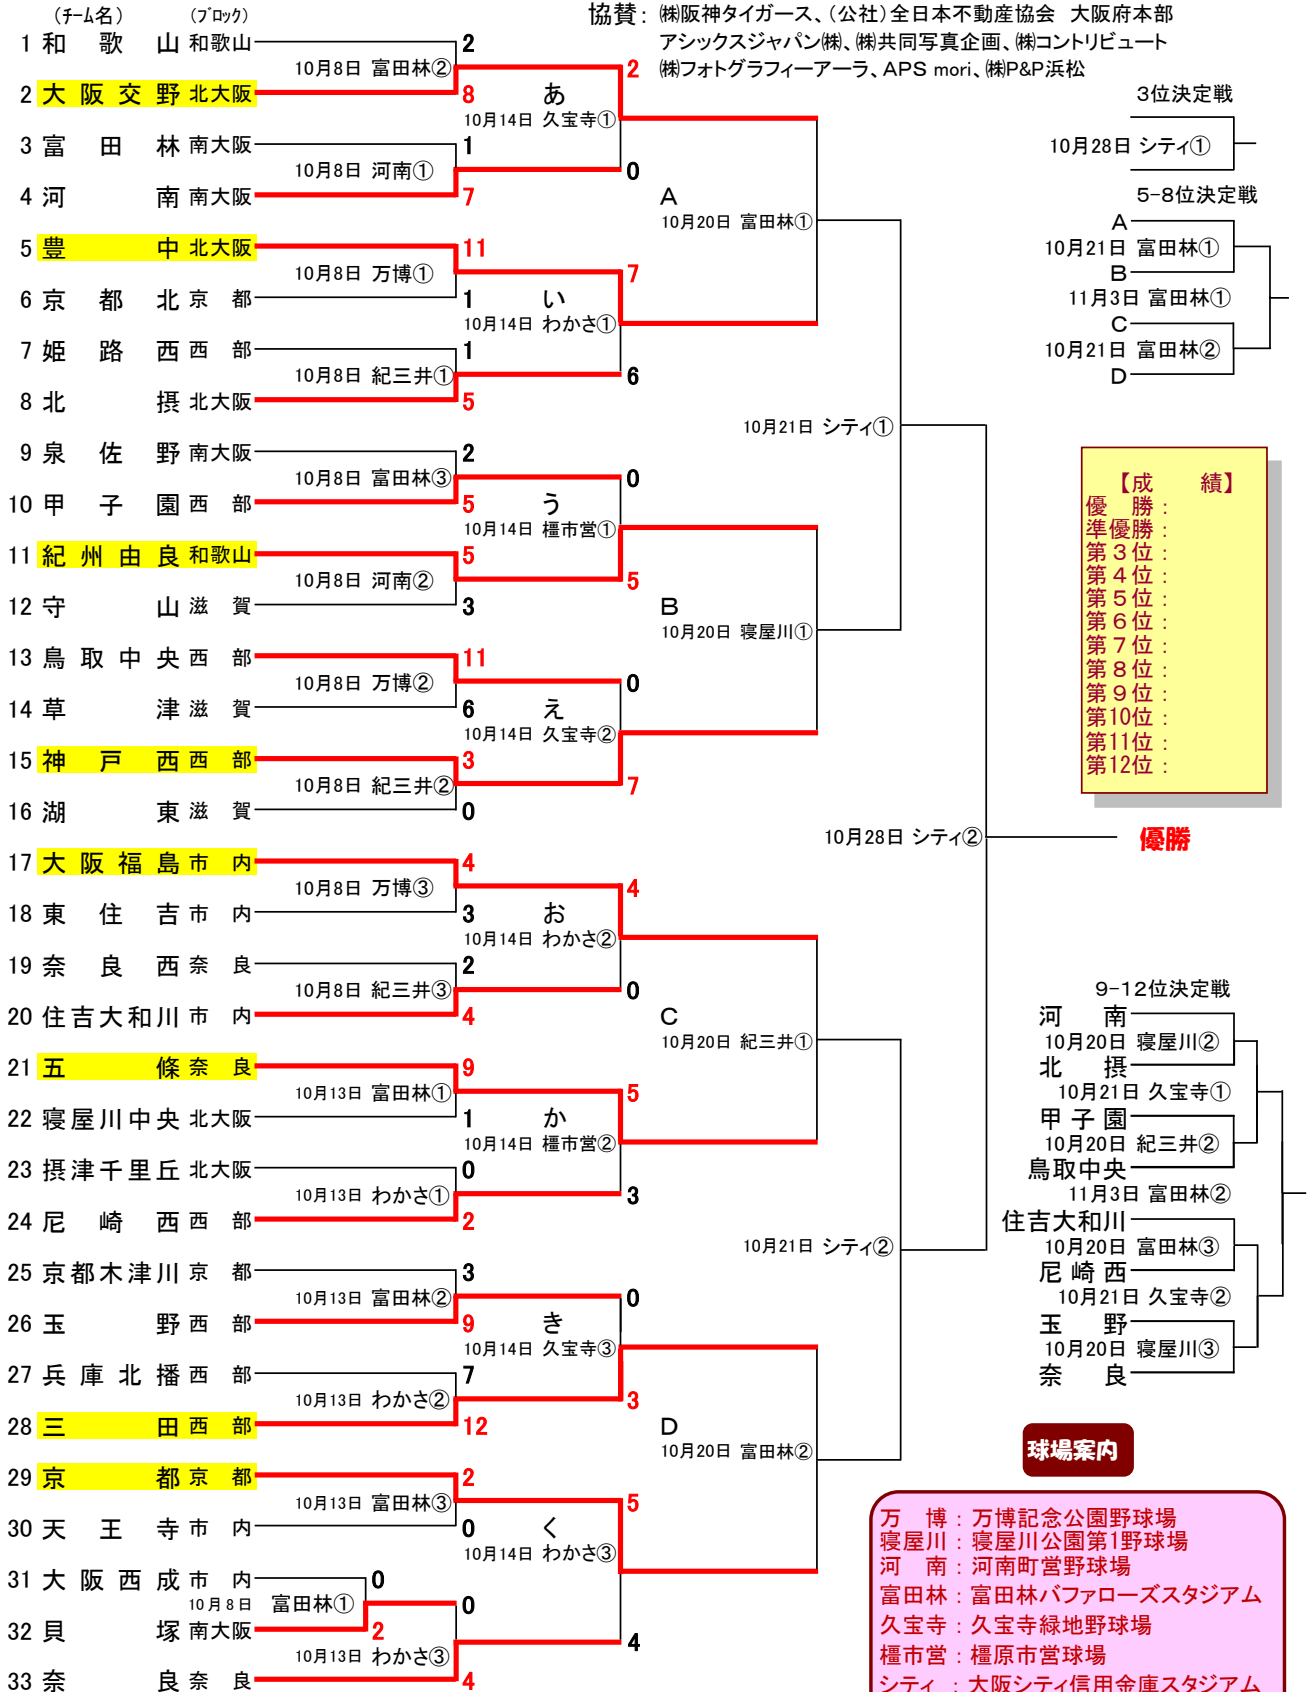 (ﾁｰﾑ名) (ﾌﾞﾛｯｸ)
協賛： ㈱阪神タイガース、（公社）全日本不動産協会 大阪府本部
アシックスジャパン㈱、㈱共同写真企画、㈱コントリビュート
㈱フォトグラフィーアーラ、APS mori、㈱P&P浜松
1 和歌山 和歌山 2
10月8日 富田林② 2
2 大阪交野 北大阪 8
あ
10月14日 久宝寺①
3 富田林 南大阪 1
10月8日 河南① 0
4 河南 南大阪 7
A
10月20日 富田林①
5 豊中 北大阪 11
10月8日 万博① 7
6 京都北 京都 1
い
10月14日 わかさ①
7 姫路西 西部 1
10月8日 紀三井① 6
8 北摂 北大阪 5
10月21日 シティ①
9 泉佐野 南大阪 2
10月8日 富田林③ 0
10 甲子園 西部 5
う
10月14日 橿市営①
11 紀州由良 和歌山 5
10月8日 河南② 5
12 守山 滋賀 3
B
10月20日 寝屋川①
13 鳥取中央 西部 11
10月8日 万博② 0
14 草津 滋賀 6
え
10月14日 久宝寺②
15 神戸西 西部 3
10月8日 紀三井② 7
16 湖東 滋賀 0
10月28日 シティ② 優勝
17 大阪福島 市内 4
10月8日 万博③ 4
18 東住吉 市内 3
お
10月14日 わかさ②
19 奈良西 奈良 2
10月8日 紀三井③ 0
20 住吉大和川 市内 4
C
10月20日 紀三井①
21 五條 奈良 9
10月13日 富田林① 5
22 寝屋川中央 北大阪 1
か
10月14日 橿市営②
23 摂津千里丘 北大阪 0
10月13日 わかさ① 3
24 尼崎西 西部 2
10月21日 シティ②
25 京都木津川 京都 3
10月13日 富田林② 0
26 玉野 西部 9
き
10月14日 久宝寺③
27 兵庫北播 西部 7
10月13日 わかさ② 3
28 三田 西部 12
D
10月20日 富田林②
29 京都 京都 2
10月13日 富田林③ 5
30 天王寺 市内 0
く
10月14日 わかさ③
31 大阪西成 市内 0
10月8日 富田林① 0
32 貝塚 南大阪 2
10月13日 わかさ③ 4
33 奈良 奈良 4
3位決定戦
10月28日 シティ①
5-8位決定戦
A
10月21日 富田林①
B
11月3日 富田林①
C
10月21日 富田林②
D
【成 績】
優 勝：
準優勝：
第３位：
第４位：
第５位：
第６位：
第７位：
第８位：
第９位：
第10位：
第11位：
第12位：
9-12位決定戦
河南
10月20日 寝屋川②
北摂
10月21日 久宝寺①
甲子園
10月20日 紀三井②
鳥取中央
11月3日 富田林②
住吉大和川
10月20日 富田林③
尼崎西
10月21日 久宝寺②
玉野
10月20日 寝屋川③
奈良
球場案内
万 博：万博記念公園野球場
寝屋川：寝屋川公園第1野球場
河 南：河南町営野球場
富田林：富田林バファローズスタジアム
久宝寺：久宝寺緑地野球場
橿市営：橿原市営球場
シティ：大阪シティ信用金庫スタジアム